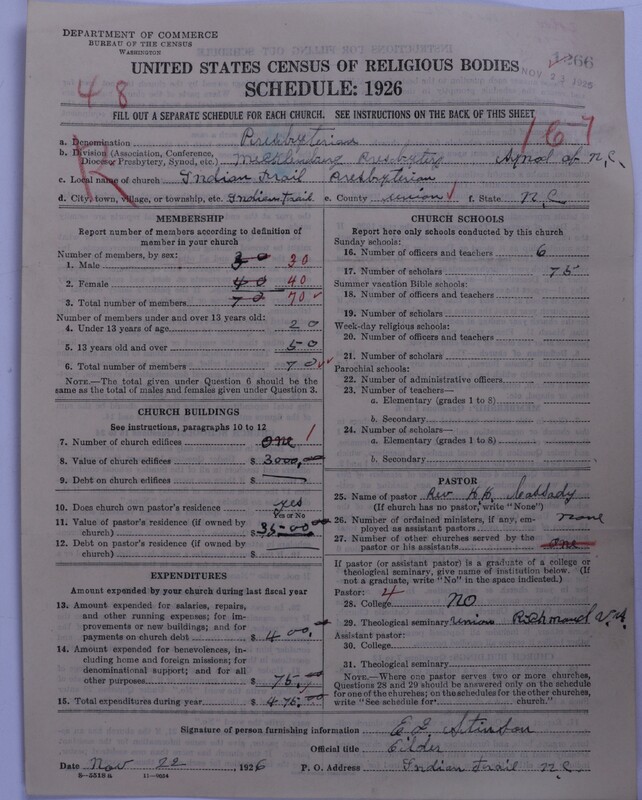 DEPARTMENT OF COMMERCE
BUREAU OF THE CENSUS
WASHINGTON
1266
NOV 27 1926
UNITED STATES CENSUS OF RELIGIOUS BODIES
SCHEDULE: 1926
48
FILL OUT A SEPARATE SCHEDULE FOR EACH CHURCH. SEE INSTRUCTIONS ON THE BACK OF THIS SHEET
167
R
a. Denomination Presbyterian
b. Division (Association, Conference, Diocese, Presbytery, Synod, etc.) Mecklenburg Presbytery Synod of N.C.
c. Local name of church Indian Trail Presbyterian
d. City, town, village, or township, etc. Indian Trail e. County Union f. State N.C.
MEMBERSHIP
Report number of members according to definition of
member in your church
Number of members, by sex:
1. Male 30 30
2. Female 40 40
3. Total number of members 70 70
Number of members under and over 13 years old:
4. Under 13 years of age 20
5. 13 years old and over 50
6. Total number of members 70
NOTE.—The total given under Question 6 should be
same as the total of males and females given under Question 3.
CHURCH BUILDINGS
See instructions, paragraphs 10 to 12
7. Number of church edifices one 1
8. Value of church edifices $ 3000.00
9. Debt on church edifices $
10. Does church own pastor's residence yes
Yes or No
11. Value of pastor's residence (if owned by
church) $ 3500.00
12. Debt on pastor's residence (if owned by
church) $
EXPENDITURES
Amount expended by your church during last fiscal year
13. Amount expended for salaries, repairs,
and other running expenses; for im-
provements or new buildings; and for
payments on church debt $ 400.
14. Amount expended for benevolences, in-
cluding home and foreign missions; for
denominational support; and for all
other purposes $ 75.
15. Total expenditures during year $ 475.00
CHURCH SCHOOLS
Report here only schools conducted by this church
Sunday schools:
16. Number of officers and teachers 6
17. Number of scholars 75
Summer vacation Bible schools:
18. Number of officers and teachers
19. Number of scholars
Week-day religious schools:
20. Number of officers and teachers
21. Number of scholars
Parochial schools:
22. Number of administrative officers
23. Number of teachers—
a. Elementary (grades 1 to 8)
b. Secondary
24. Number of scholars—
a. Elementary (grades 1 to 8)
b. Secondary
PASTOR
25. Name of pastor Rev
(If church has no pastor, write "None")
26. Number of ordained ministers, if any, em-
ployed as assistant pastors none
27. Number of other churches served by the
pastor or his assistants one
If pastor (or assistant pastor) is a graduate of a college or
theological seminary, give name of institution below. (If
not a graduate, write "No" in the space indicated.)
Pastor: 4
28. College NO
29. Theological seminary Union Richmond Va.
Assistant pastor:
30. College
31. Theological seminary
NOTE.—Where one pastor serves two or more churches,
Questions 28 and 29 should be answered only on the schedule
for one of the churches; on the schedules for the other churches,
write "See schedule for church."
Signature of person furnishing information E. E. Stinson
Official title Elder
Date Nov 22, 1926 P. O. Address Indian Trail N.C.
8—5518 a 11—9024